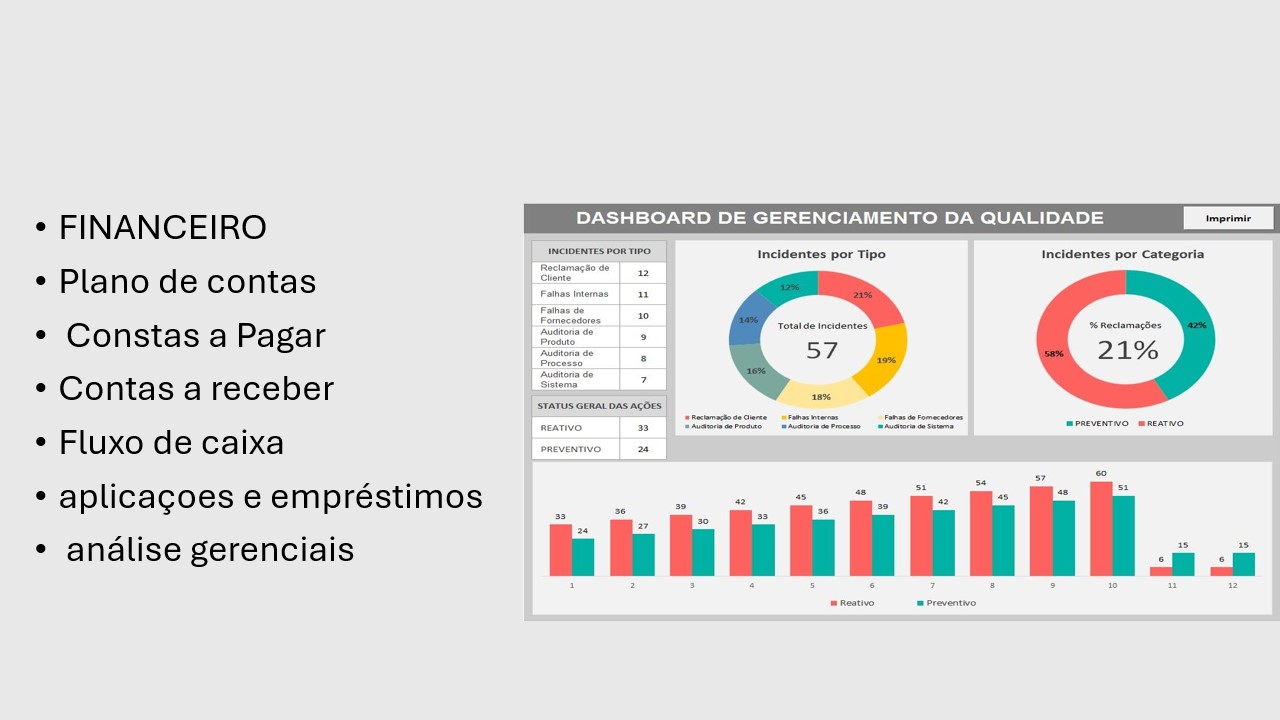 • FINANCEIRO
• Plano de contas
• Constas a Pagar
• Contas a receber
• Fluxo de caixa
• aplicaçoes e empréstimos
• análise gerenciais
DASHBOARD DE GERENCIAMENTO DA QUALIDADE
Imprimir
INCIDENTES POR TIPO
Reclamação de
Cliente
12
Falhas Internas
11
Falhas de
Fornecedores
10
Auditoria de
Produto
9
Auditoria de
Processo
8
Auditoria de
Sistema
7
STATUS GERAL DAS AÇÕES
REATIVO
33
PREVENTIVO
24
Incidentes por Tipo
12%
21%
14%
19%
16%
18%
Total de Incidentes
57
Reclamação de Cliente Falhas Internas Falhas de Fornecedores
Auditoria de Produto Auditoria de Processo Auditoria de Sistema
Incidentes por Categoria
% Reclamações
21%
42%
58%
PREVENTIVO REATIVO
33 24 36 27 39 30 42 33 45 36 48 39 51 42 54 45 57 48 60 51 6 15 6 15
1 2 3 4 5 6 7 8 9 10 11 12
Reativo Preventivo